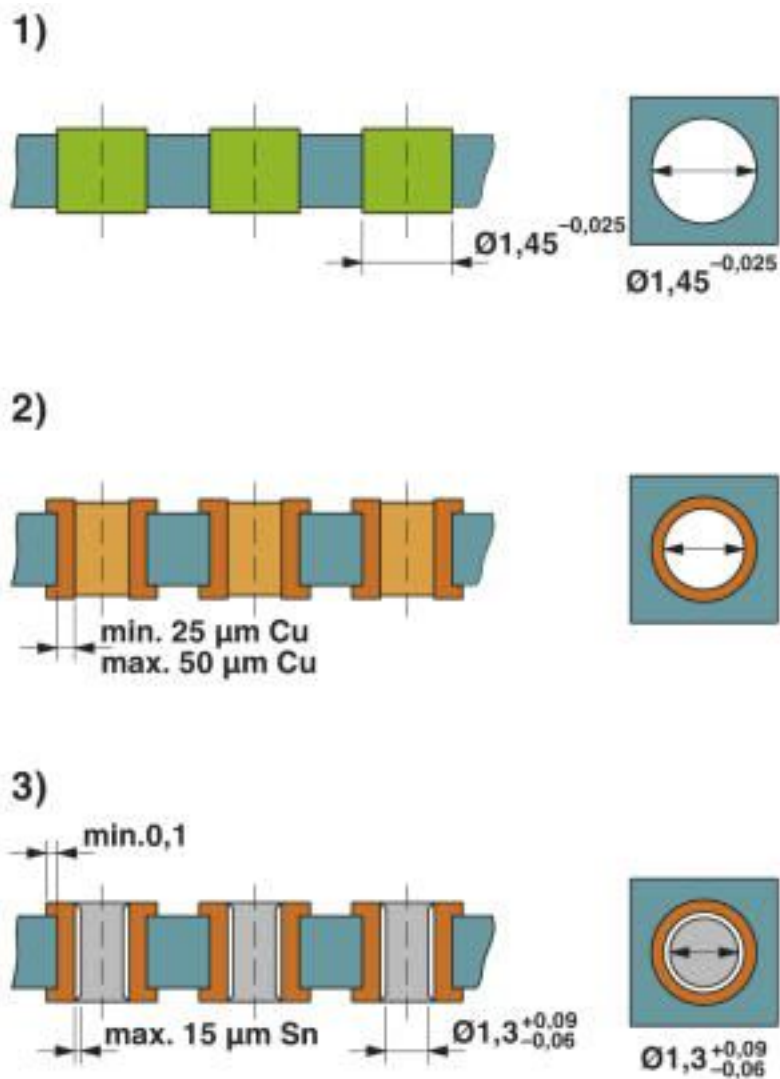 1)
Ø1,45 −0,025
Ø1,45 −0,025
2)
min. 25 µm Cu
max. 50 µm Cu
3)
min.0,1
max. 15 µm Sn
Ø1,3 +0,09 −0,06
Ø1,3 +0,09 −0,06